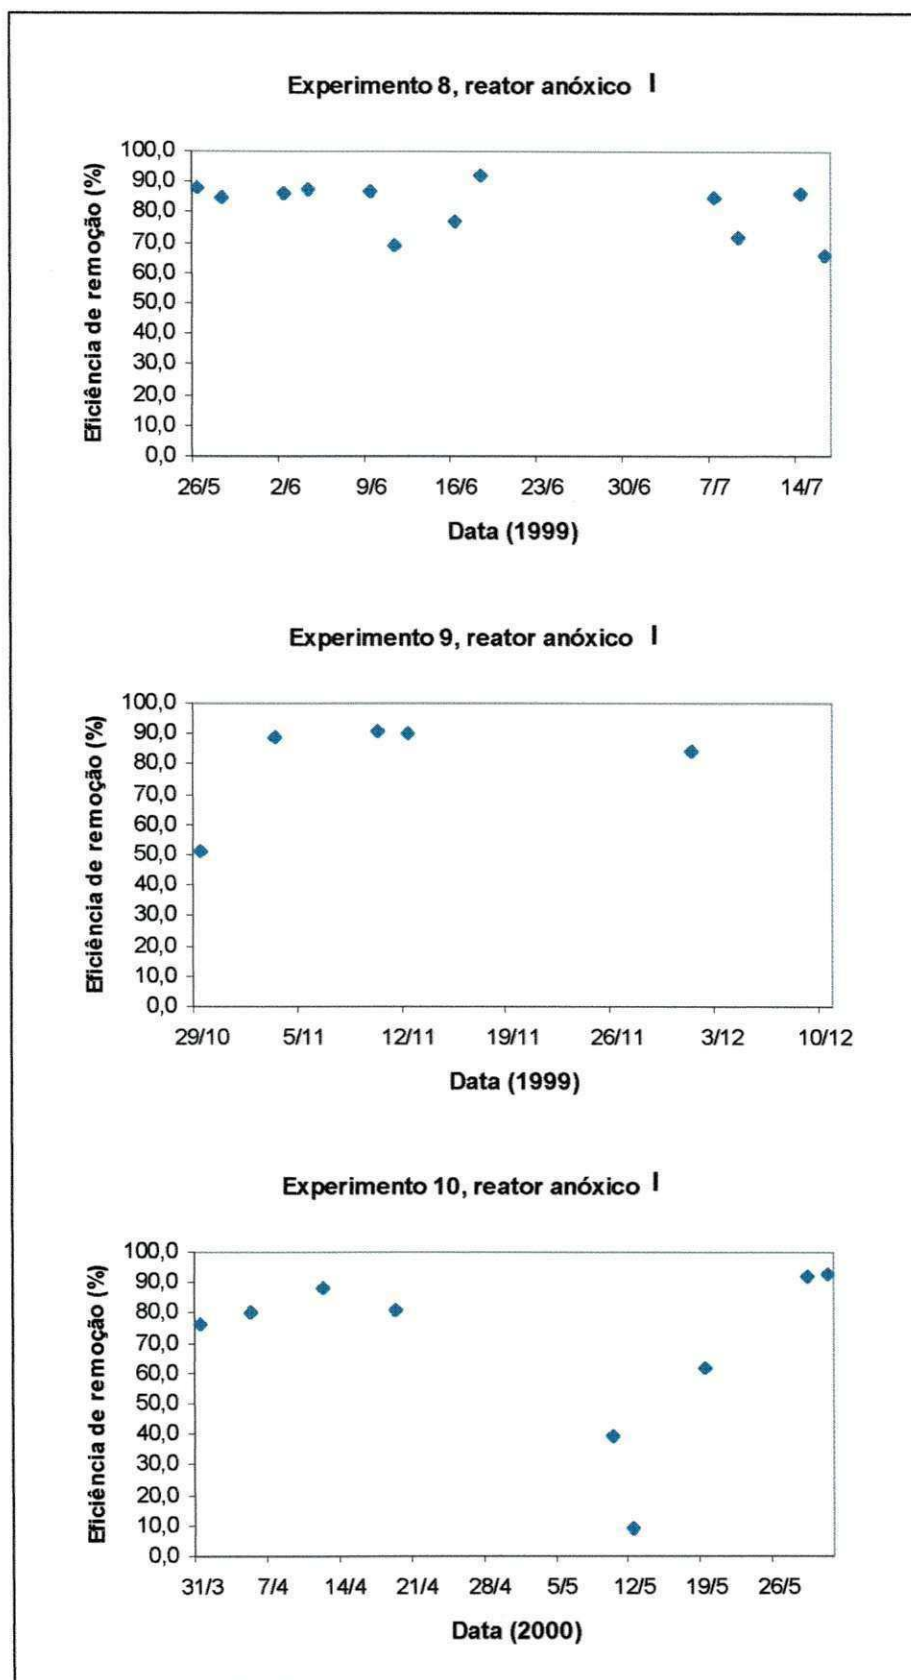 Experimento 8, reator anóxico I
Eficiência de remoção (%)
100,0
90,0
80,0
70,0
60,0
50,0
40,0
30,0
20,0
10,0
0,0
26/5 2/6 9/6 16/6 23/6 30/6 7/7 14/7
Data (1999)
Experimento 9, reator anóxico I
Eficiência de remoção (%)
100,0
90,0
80,0
70,0
60,0
50,0
40,0
30,0
20,0
10,0
0,0
29/10 5/11 12/11 19/11 26/11 3/12 10/12
Data (1999)
Experimento 10, reator anóxico I
Eficiência de remoção (%)
100,0
90,0
80,0
70,0
60,0
50,0
40,0
30,0
20,0
10,0
0,0
31/3 7/4 14/4 21/4 28/4 5/5 12/5 19/5 26/5
Data (2000)